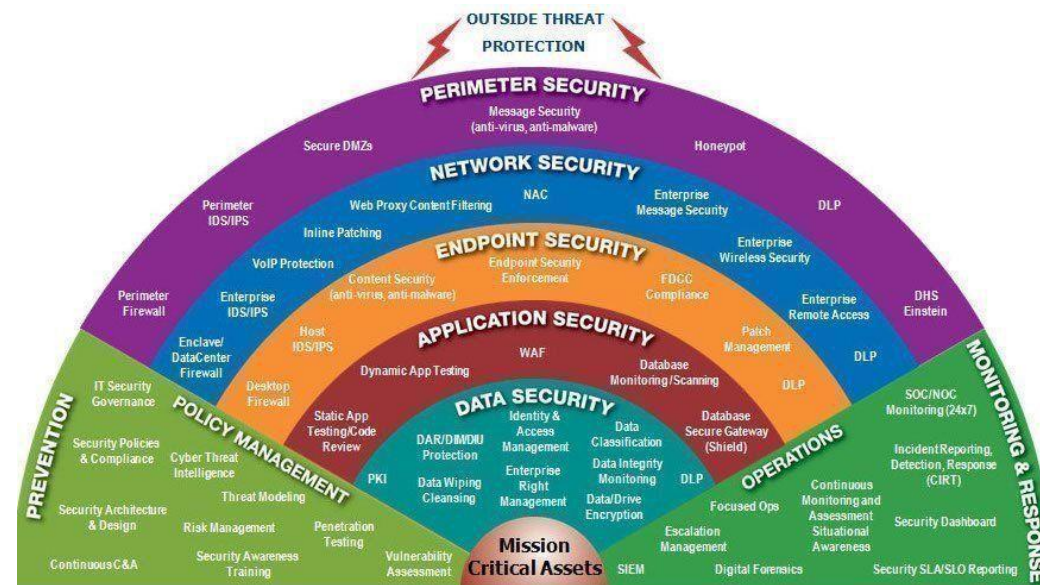 OUTSIDE THREAT
PROTECTION
PERIMETER SECURITY
Message Security
(anti-virus, anti-malware)
Secure DMZs
Honeypot
Perimeter
IDS/IPS
DLP
Perimeter
Firewall
DHS
Einstein
NETWORK SECURITY
NAC
Web Proxy Content Filtering
Enterprise
Message Security
Inline Patching
Enterprise
Wireless Security
VoIP Protection
Enterprise
IDS/IPS
Enterprise
Remote Access
Enclave/
DataCenter
Firewall
DLP
ENDPOINT SECURITY
Endpoint Security
Enforcement
Content Security
(anti-virus, anti-malware)
FDCC
Compliance
Host
IDS/IPS
Patch
Management
Desktop
Firewall
DLP
APPLICATION SECURITY
WAF
Dynamic App Testing
Database
Monitoring/Scanning
Static App
Testing/Code
Review
Database
Secure Gateway
(Shield)
DATA SECURITY
Identity &
Access
Management
DAR/DIM/DIU
Protection
Data
Classification
PKI
Data Wiping
Cleansing
Enterprise
Right
Management
Data Integrity
Monitoring
DLP
Data/Drive
Encryption
Mission
Critical Assets
PREVENTION
POLICY MANAGEMENT
IT Security
Governance
Security Policies
& Compliance
Cyber Threat
Intelligence
Threat Modeling
Security Architecture
& Design
Risk Management
Penetration
Testing
Continuous C&A
Security Awareness
Training
Vulnerability
Assessment
OPERATIONS
MONITORING & RESPONSE
SOC/NOC
Monitoring (24x7)
Incident Reporting,
Detection, Response
(CIRT)
Focused Ops
Continuous
Monitoring and
Assessment
Situational
Awareness
Security Dashboard
Escalation
Management
SIEM
Digital Forensics
Security SLA/SLO Reporting